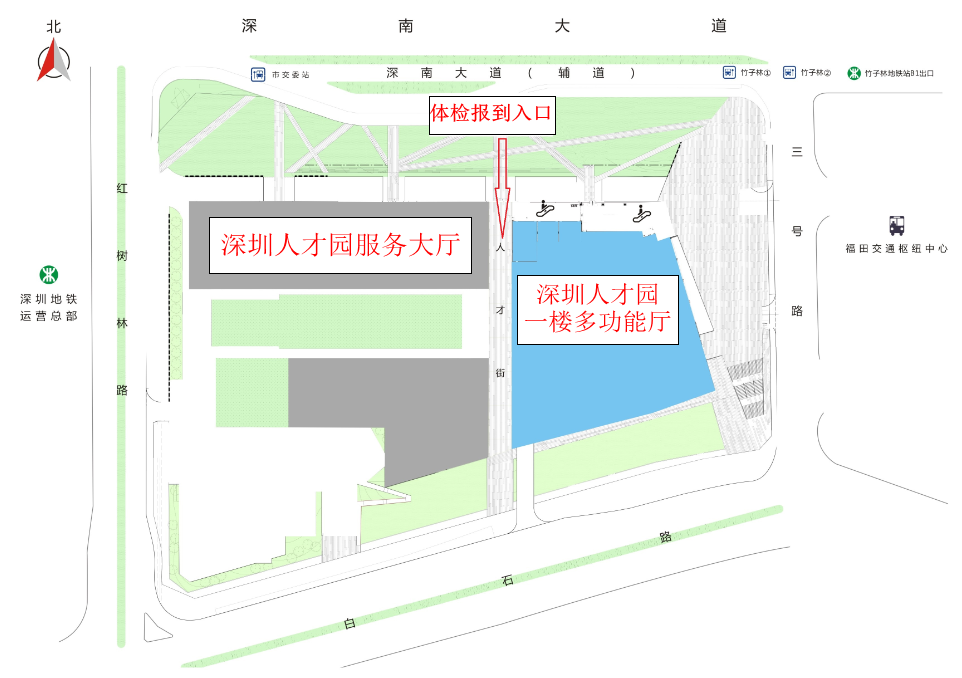 北
深南大道
市交委站
深南大道(辅道)
竹子林①
竹子林②
竹子林地铁站B1出口
体检报到入口
红树林路
三号路
深圳人才园服务大厅
人才街
福田交通枢纽中心
深圳地铁
运营总部
深圳人才园
一楼多功能厅
白石路